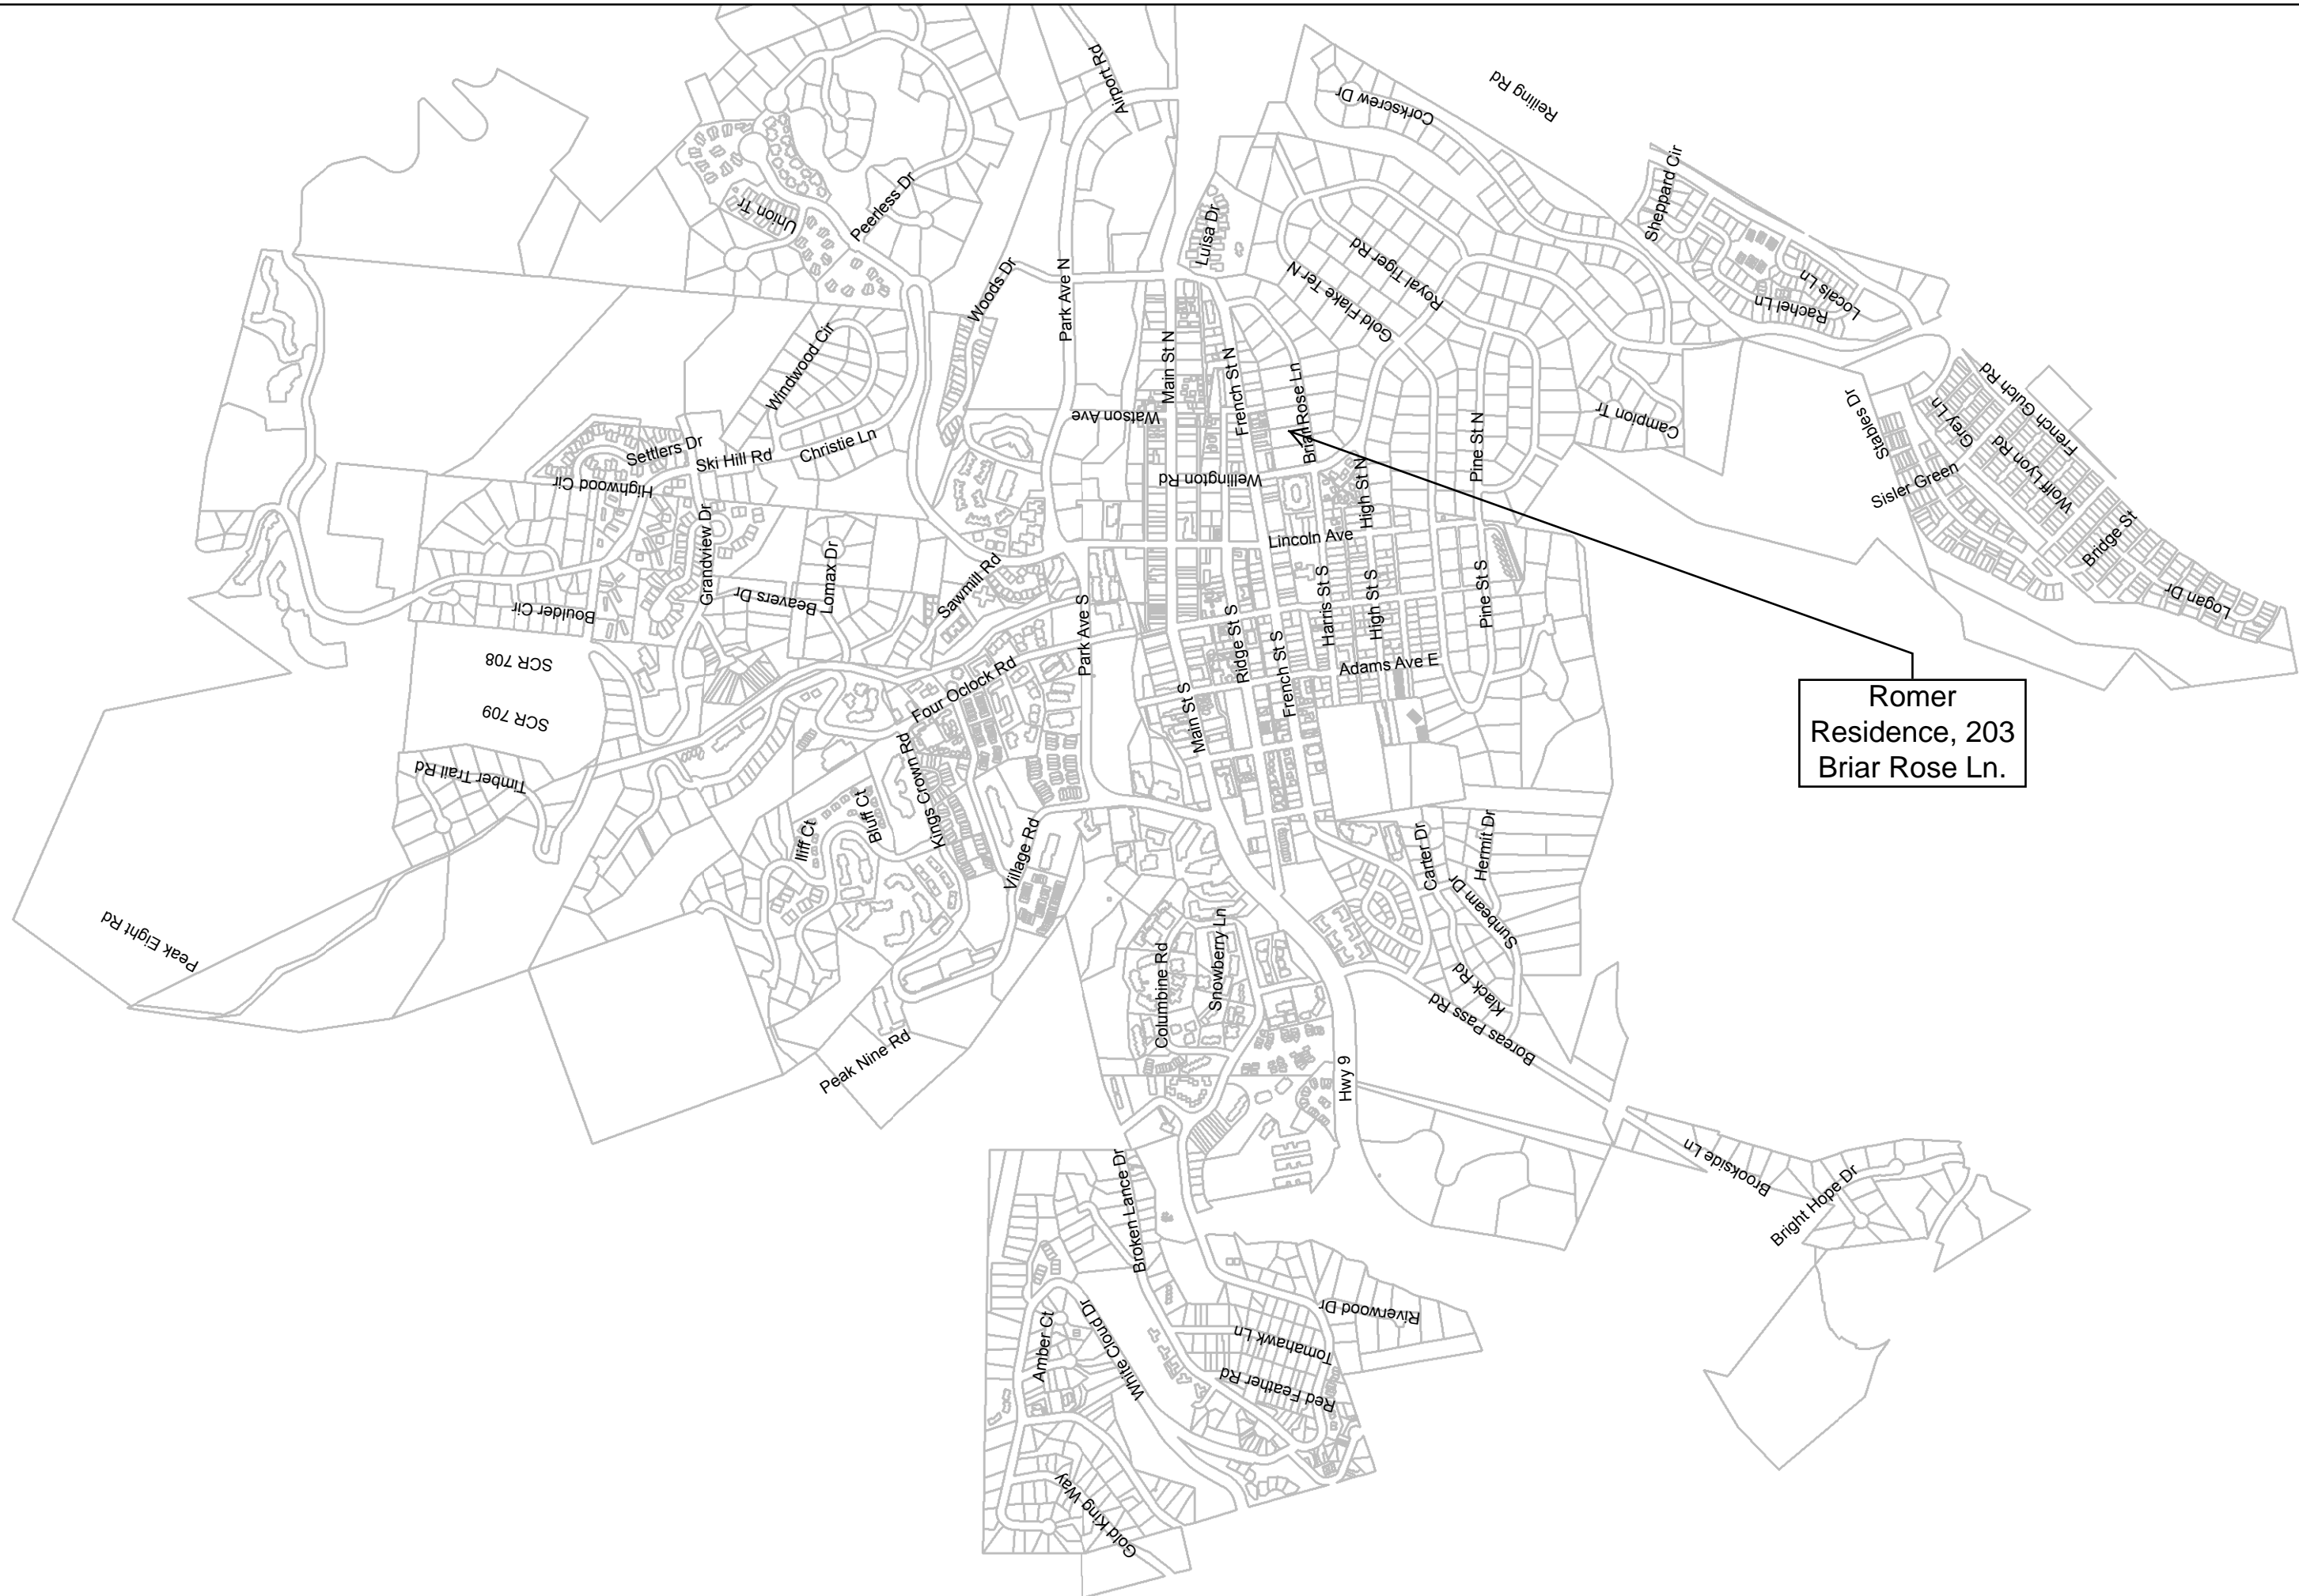 Airport Rd
Reiling Rd
Corkscrew Dr
Sheppard Cir
Union Tr
Peerless Dr
Luisa Dr
Royal Tiger Rd
Gold Flake Ter N
Locals Ln
Rachel Ln
Woods Dr
Park Ave N
Windwood Cir
Main St N
French St N
Briar Rose Ln
Watson Ave
Campion Tr
Pine St N
Stables Dr
Grey Ln
French Gulch Rd
Wolff Lyon Rd
Sisler Green
Bridge St
Logan Dr
Settlers Dr
Ski Hill Rd
Christie Ln
Highwood Cir
Wellington Rd
High St N
Lincoln Ave
Grandview Dr
Lomax Dr
Beavers Dr
Boulder Cir
Sawmill Rd
Park Ave S
Ridge St S
French St S
Harris St S
High St S
Pine St S
Adams Ave E
SCR 708
SCR 709
Four Oclock Rd
Main St S
Romer
Residence, 203
Briar Rose Ln.
Timber Trail Rd
Kings Crown Rd
Bluff Ct
Iliff Ct
Village Rd
Carter Dr
Hermit Dr
Sunbeam Dr
Peak Eight Rd
Columbine Rd
Snowberry Ln
Klack Rd
Boreas Pass Rd
Peak Nine Rd
Hwy 9
Brookside Ln
Bright Hope Dr
Broken Lance Dr
Amber Ct
White Cloud Dr
Riverwood Dr
Tomahawk Ln
Red Feather Rd
Gold King Way